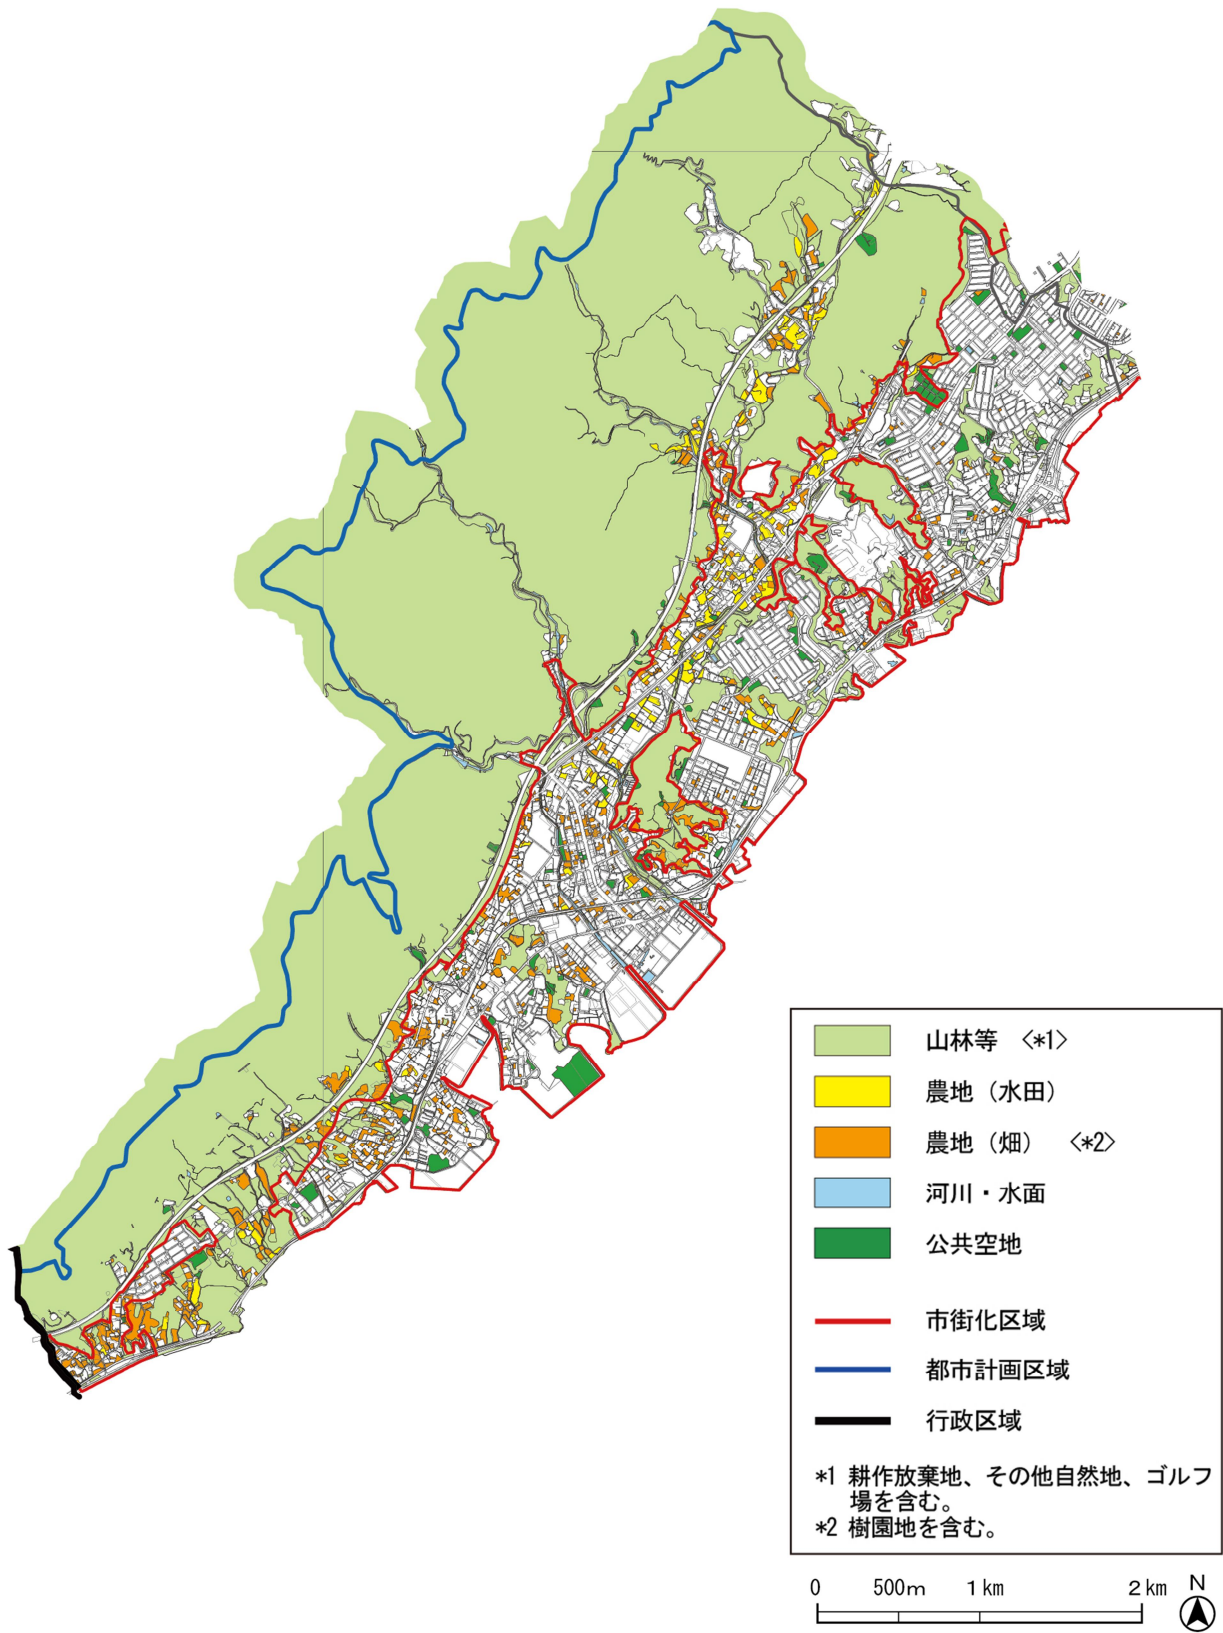 山林等 <*1>
農地（水田）
農地（畑） <*2>
河川・水面
公共空地
市街化区域
都市計画区域
行政区域
*1 耕作放棄地、その他自然地、ゴルフ
場を含む。
*2 樹園地を含む。
0 500m 1km 2km N